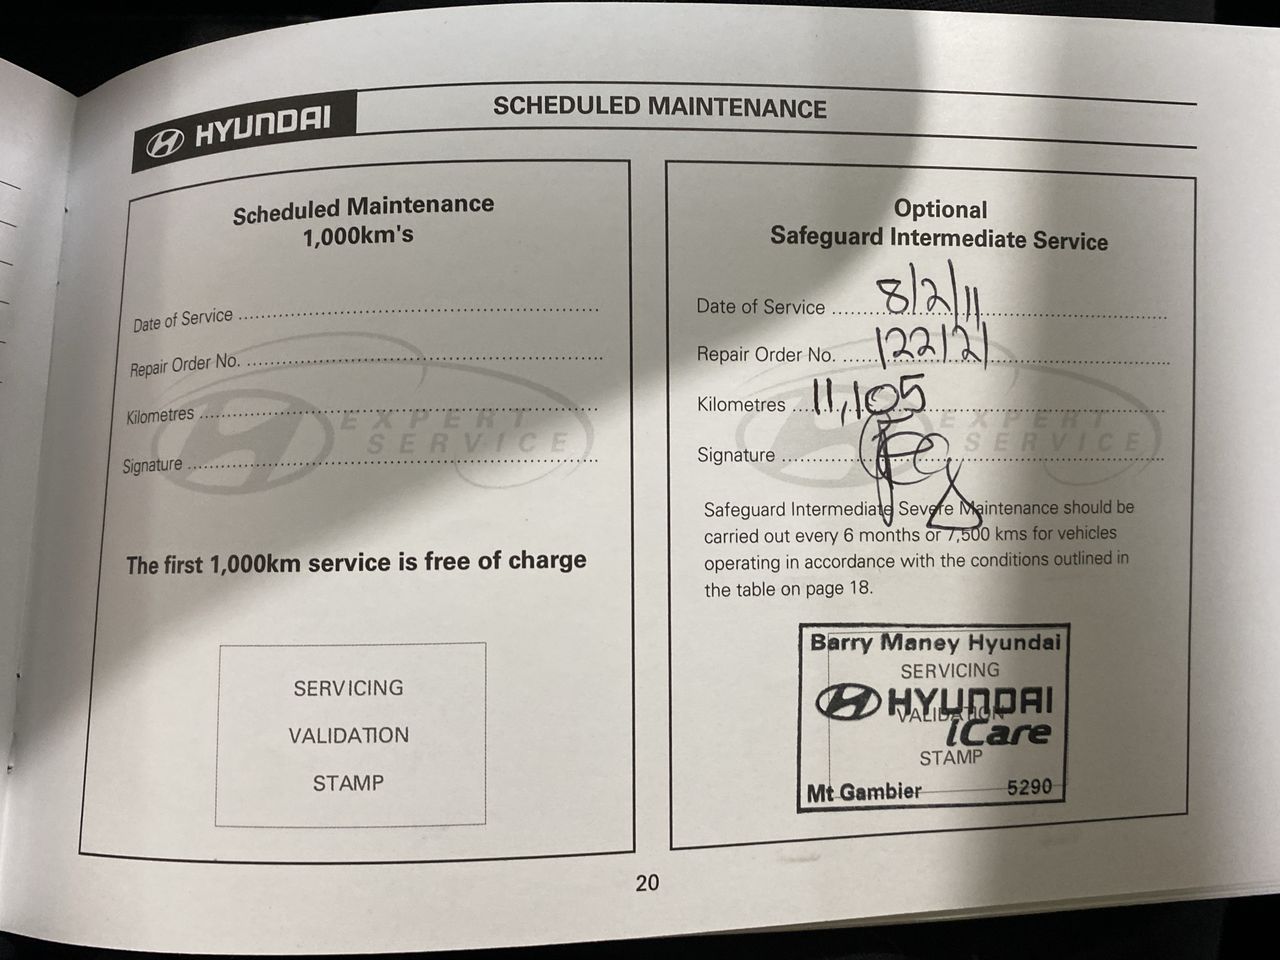 HYUNDAI
SCHEDULED MAINTENANCE
Scheduled Maintenance
1,000km's
Date of Service
Repair Order No.
Kilometres
Signature
EXPERT
SERVICE
The first 1,000km service is free of charge
SERVICING
VALIDATION
STAMP
Optional
Safeguard Intermediate Service
Date of Service 8/2/11
Repair Order No. 122121
Kilometres 11,105
Signature
EXPERT
SERVICE
Safeguard Intermediate Severe Maintenance should be
carried out every 6 months or 7,500 kms for vehicles
operating in accordance with the conditions outlined in
the table on page 18.
Barry Maney Hyundai
SERVICING
HYUNDAI
VALIDATION
iCare
STAMP
Mt Gambier 5290
20